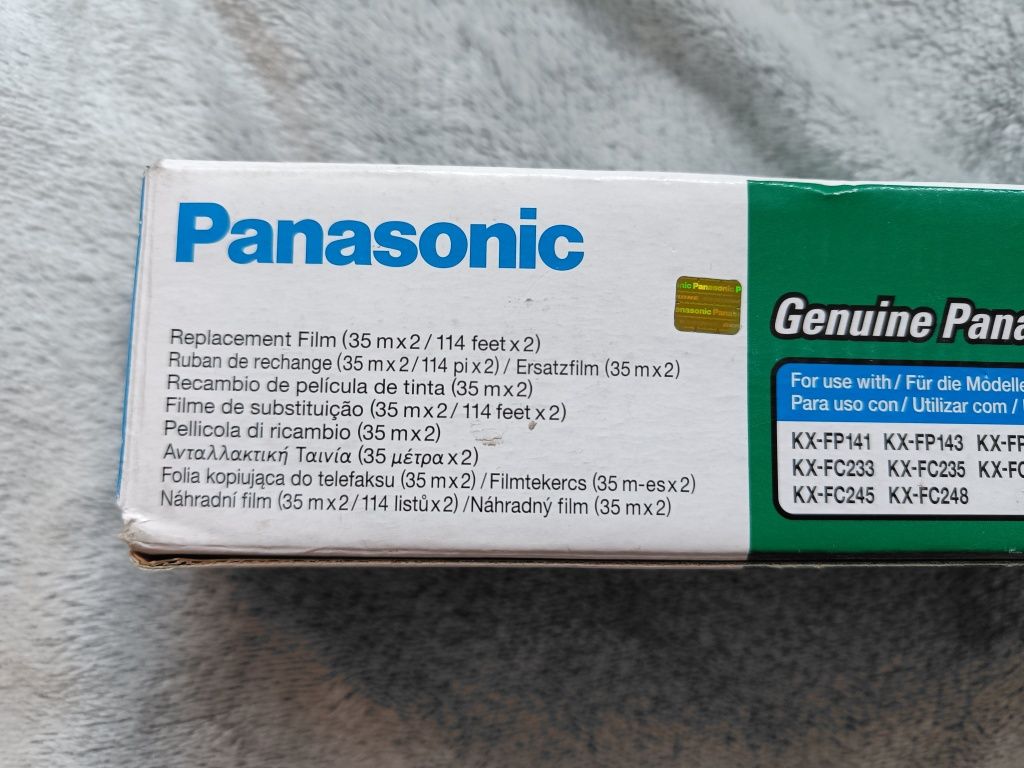 Panasonic
Replacement Film (35 m x 2 / 114 feet x 2)
Ruban de rechange (35 m x 2 / 114 pi x 2) / Ersatzfilm (35 m x 2)
Recambio de película de tinta (35 m x 2)
Filme de substituição (35 m x 2 / 114 feet x 2)
Pellicola di ricambio (35 m x 2)
Ανταλλακτική Ταινία (35 μέτρα x 2)
Folia kopiująca do telefaksu (35 m x 2) / Filmtekercs (35 m-es x 2)
Náhradní film (35 m x 2 / 114 listů x 2) / Náhradný film (35 m x 2)
nic Panasonic P
anasonic Pana
Genuine Pana
For use with / Für die Modelle
Para uso con / Utilizar com /
KX-FP141 KX-FP143 KX-FP
KX-FC233 KX-FC235 KX-FC
KX-FC245 KX-FC248